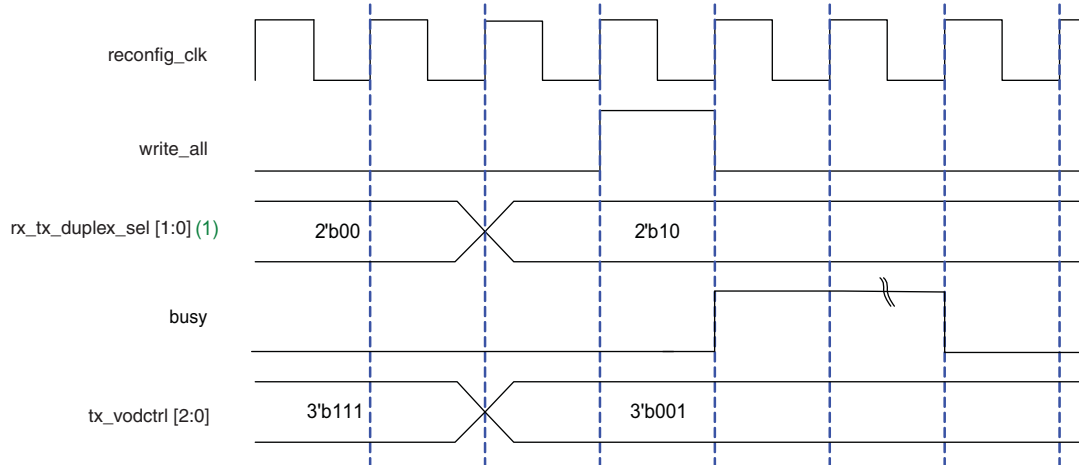 reconfig_clk
write_all
rx_tx_duplex_sel [1:0] (1) 2'b00 2'b10
busy
tx_vodctrl [2:0] 3'b111 3'b001